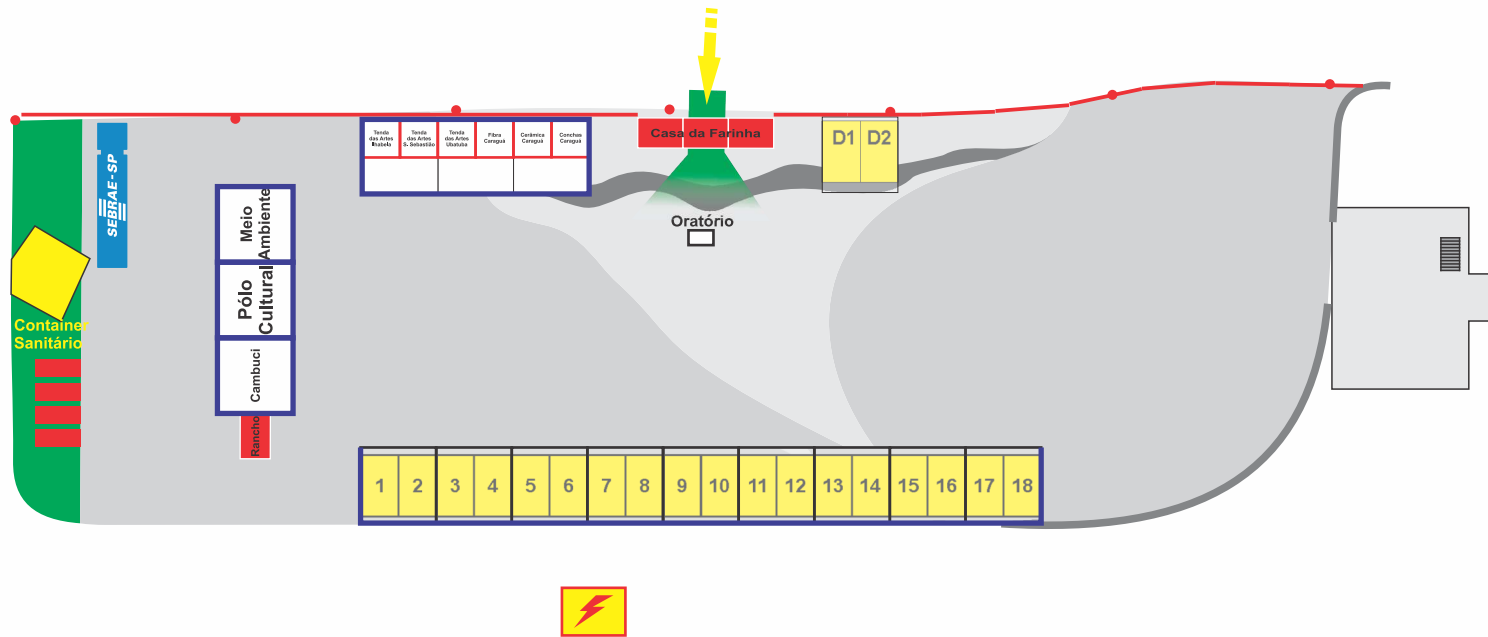 Tenda
das Artes
Ilhabela
Tenda
das Artes
S. Sebastião
Tenda
das Artes
Ubatuba
Fibra
Caraguá
Cerâmica
Caraguá
Conchas
Caraguá
Casa da Farinha
D1
D2
SEBRAE-SP
Oratório
Meio
Ambiente
Pólo
Cultural
Cambuci
Rancho
Container
Sanitário
1
2
3
4
5
6
7
8
9
10
11
12
13
14
15
16
17
18